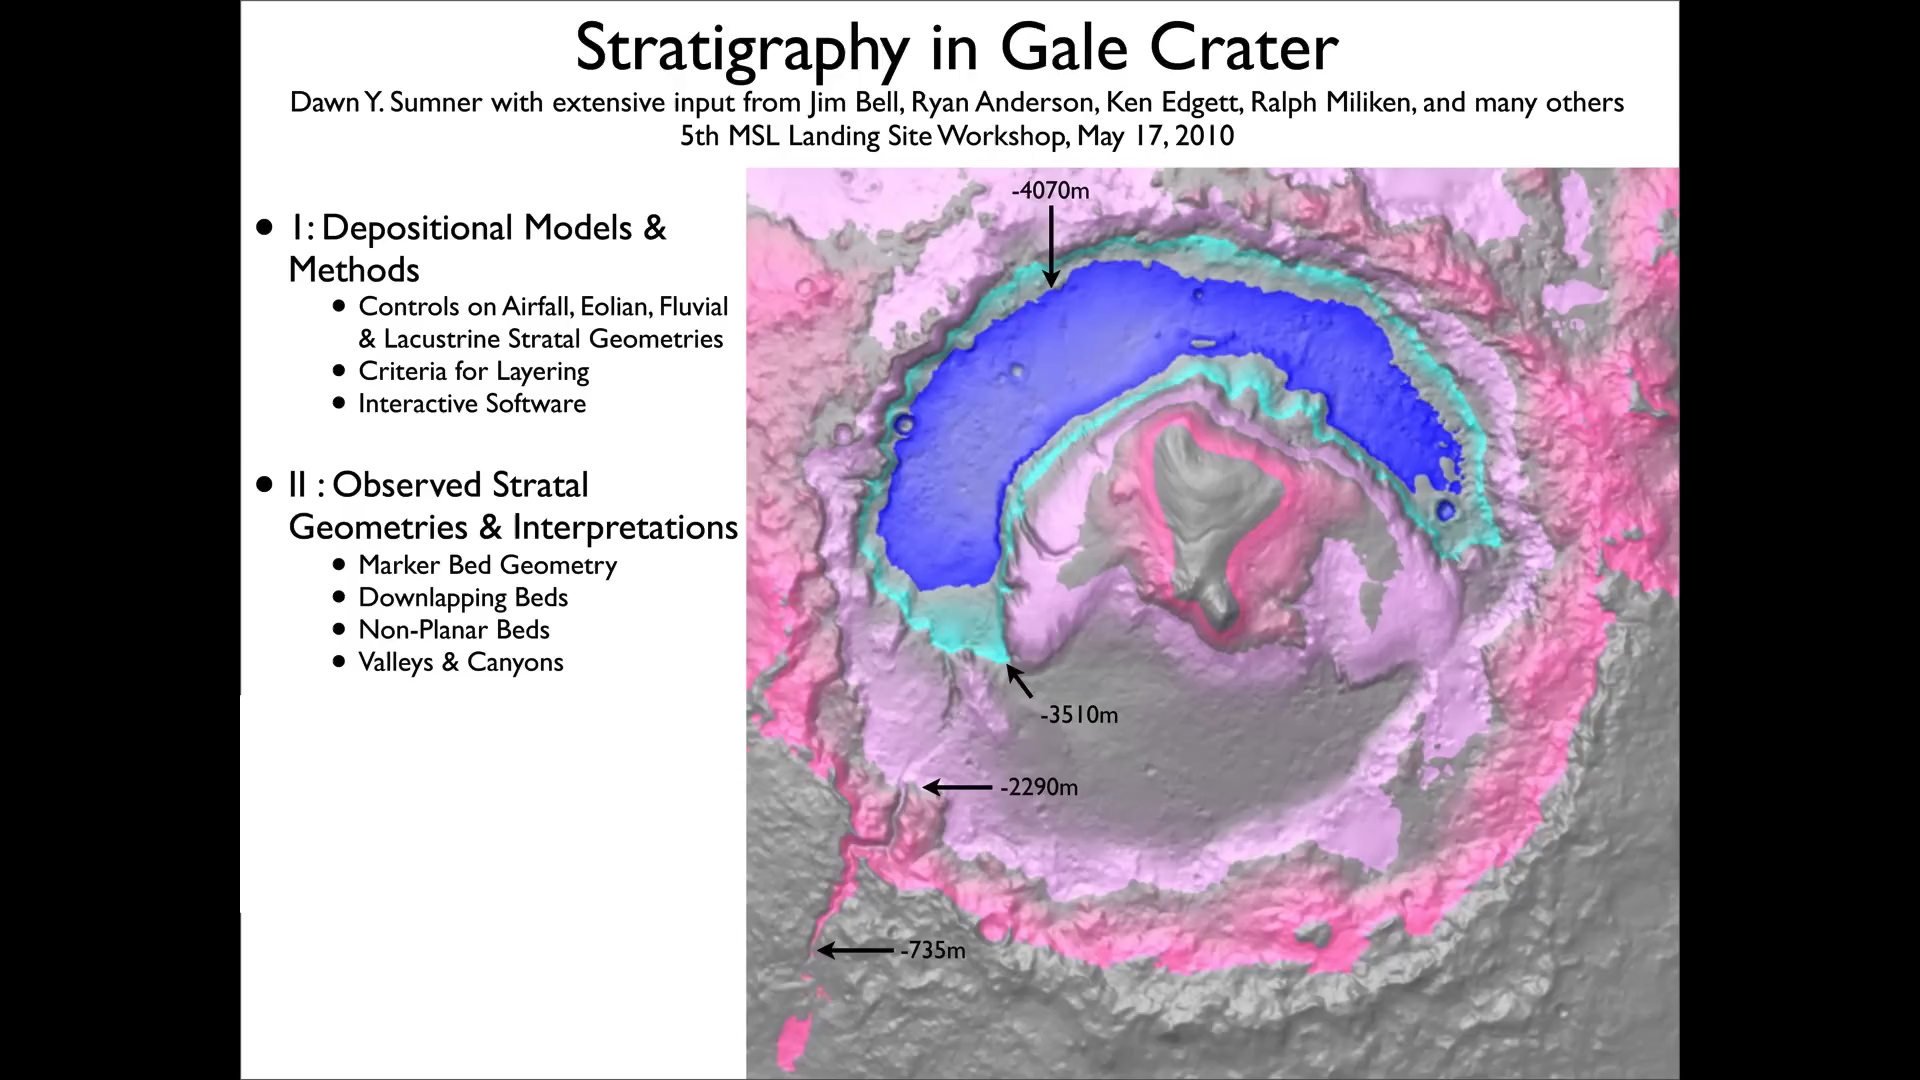 Stratigraphy in Gale Crater
Dawn Y. Sumner with extensive input from Jim Bell, Ryan Anderson, Ken Edgett, Ralph Miliken, and many others
5th MSL Landing Site Workshop, May 17, 2010
• I: Depositional Models &
Methods
• Controls on Airfall, Eolian, Fluvial
& Lacustrine Stratal Geometries
• Criteria for Layering
• Interactive Software
• II : Observed Stratal
Geometries & Interpretations
• Marker Bed Geometry
• Downlapping Beds
• Non-Planar Beds
• Valleys & Canyons
-4070m
-3510m
-2290m
-735m